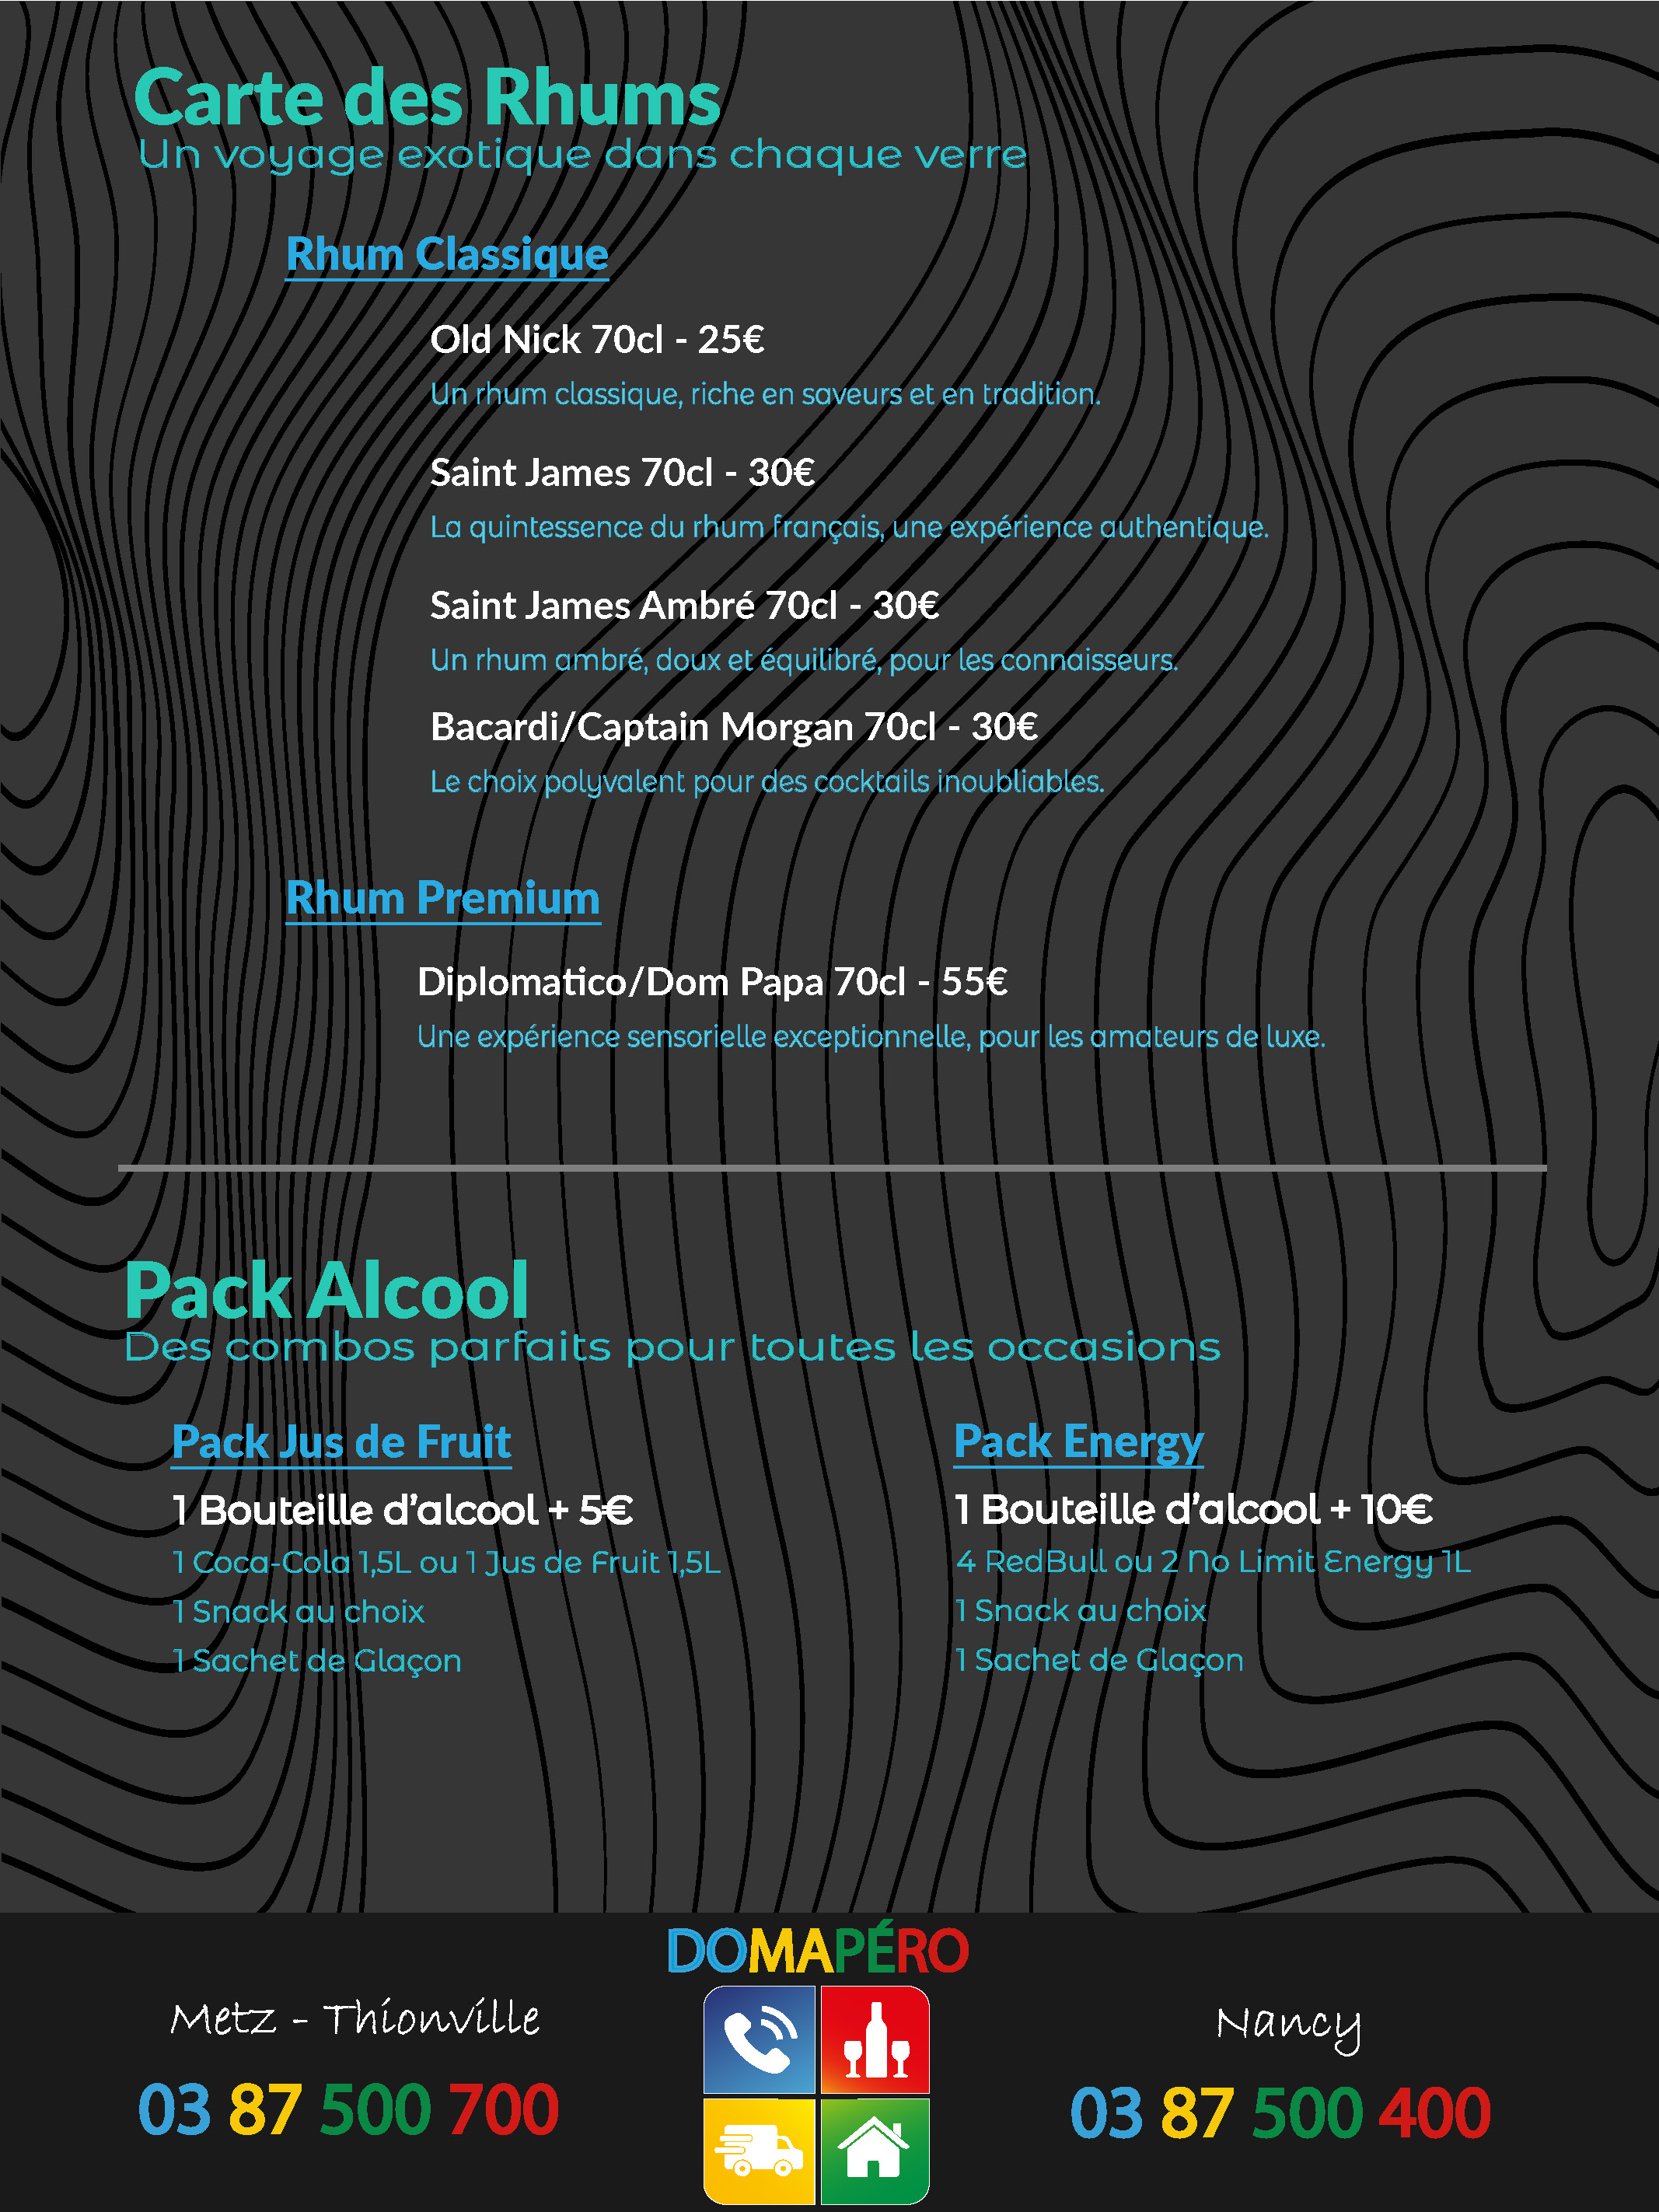 Carte des Rhums
Un voyage exotique dans chaque verre
Rhum Classique
Old Nick 70cl - 25€
Un rhum classique, riche en saveurs et en tradition.
Saint James 70cl - 30€
La quintessence du rhum français, une expérience authentique.
Saint James Ambré 70cl - 30€
Un rhum ambré, doux et équilibré, pour les connaisseurs.
Bacardi/Captain Morgan 70cl - 30€
Le choix polyvalent pour des cocktails inoubliables.
Rhum Premium
Diplomatico/Dom Papa 70cl - 55€
Une expérience sensorielle exceptionnelle, pour les amateurs de luxe.
Pack Alcool
Des combos parfaits pour toutes les occasions
Pack Jus de Fruit
1 Bouteille d’alcool + 5€
1 Coca-Cola 1,5L ou 1 Jus de Fruit 1,5L
1 Snack au choix
1 Sachet de Glaçon
Pack Energy
1 Bouteille d’alcool + 10€
4 RedBull ou 2 No Limit Energy 1L
1 Snack au choix
1 Sachet de Glaçon
DOMAPÉRO
Metz - Thionville
03 87 500 700
Nancy
03 87 500 400